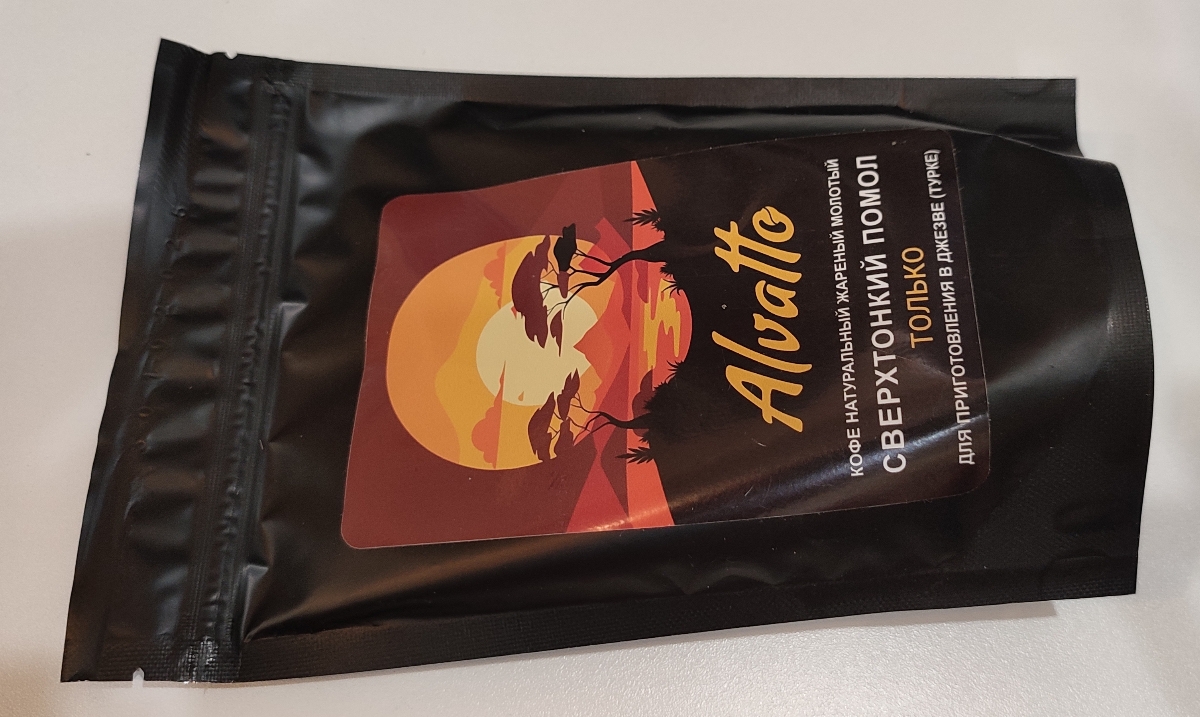 Alvatto
КОФЕ НАТУРАЛЬНЫЙ ЖАРЕНЫЙ МОЛОТЫЙ
СВЕРХТОНКИЙ ПОМОЛ
ТОЛЬКО
ДЛЯ ПРИГОТОВЛЕНИЯ В ДЖЕЗВЕ (ТУРКЕ)